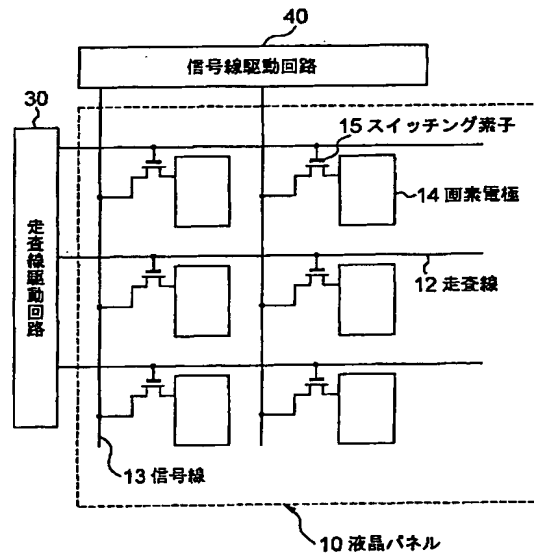 40
信号線駆動回路
30
走査線駆動回路
15 スイッチング素子
14 画素電極
12 走査線
13 信号線
10 液晶パネル